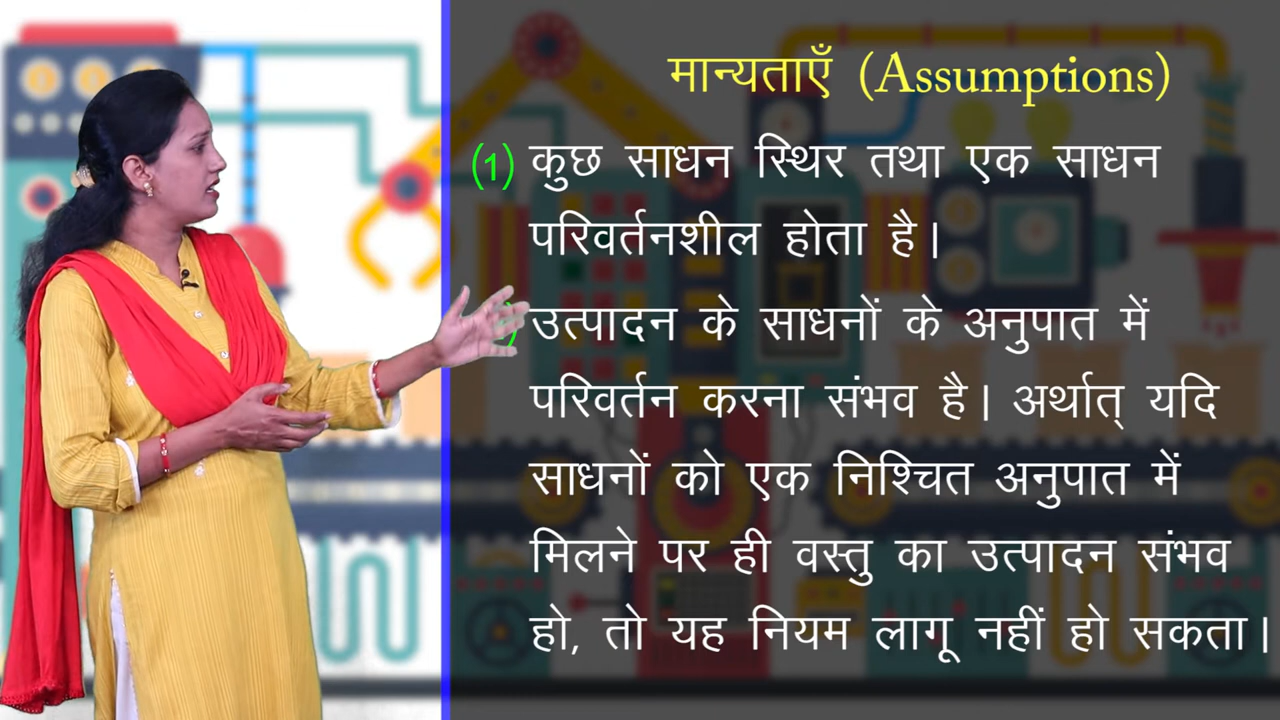 मान्यताएँ (Assumptions)
(1) कुछ साधन स्थिर तथा एक साधन
परिवर्तनशील होता है।
) उत्पादन के साधनों के अनुपात में
परिवर्तन करना संभव है। अर्थात् यदि
साधनों को एक निश्चित अनुपात में
मिलने पर ही वस्तु का उत्पादन संभव
हो, तो यह नियम लागू नहीं हो सकता।